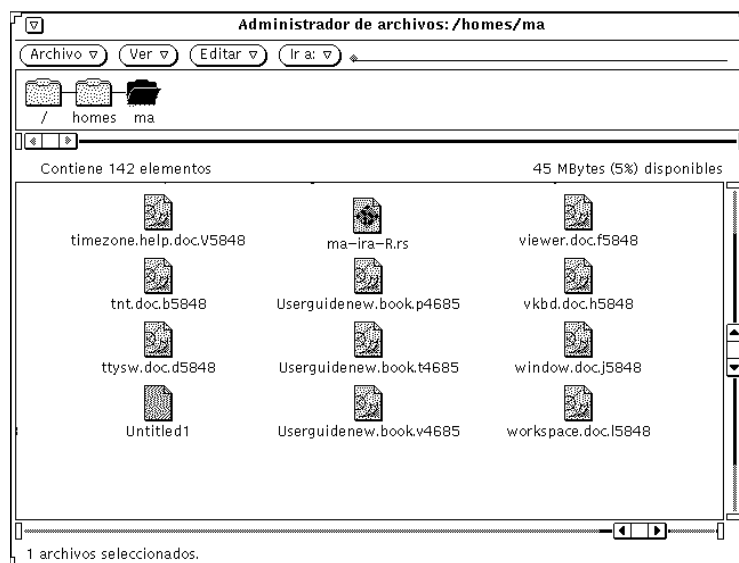 Administrador de archivos: /homes/ma
Archivo Ver Editar Ir a:
/ homes ma
Contiene 142 elementos 45 MBytes (5%) disponibles
timezone.help.doc.V5848 ma-ira-R.rs viewer.doc.f5848
tnt.doc.b5848 Userguidenew.book.p4685 vkbd.doc.h5848
ttysw.doc.d5848 Userguidenew.book.t4685 window.doc.j5848
Untitled1 Userguidenew.book.v4685 workspace.doc.l5848
1 archivos seleccionados.